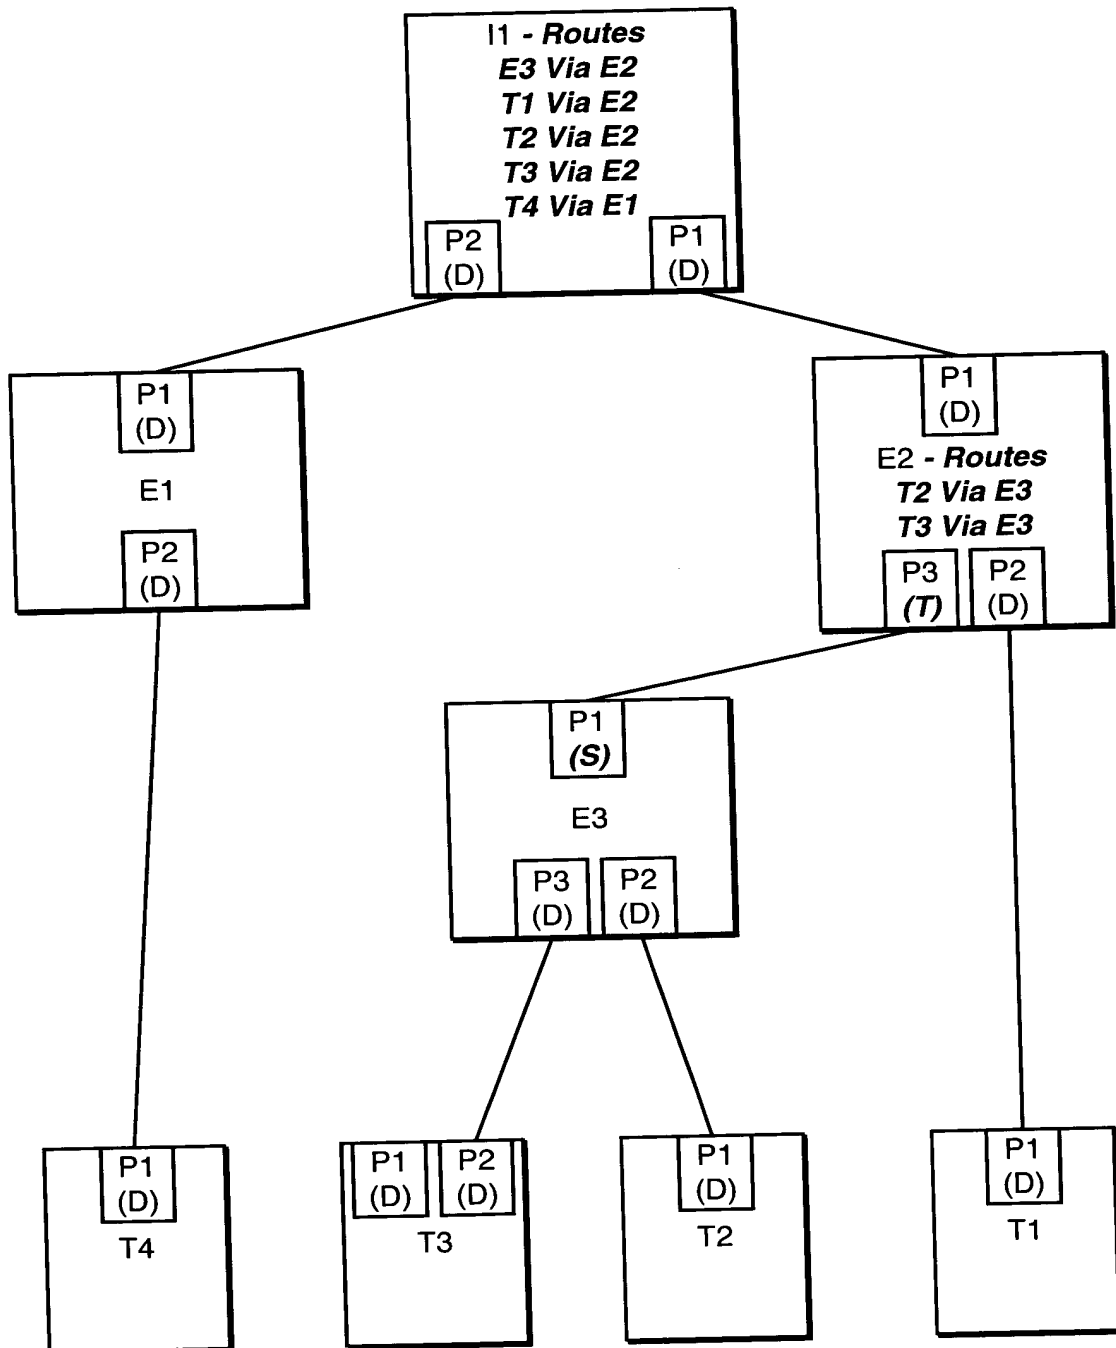 I1 - Routes
E3 Via E2
T1 Via E2
T2 Via E2
T3 Via E2
T4 Via E1
P2
(D)
P1
(D)
P1
(D)
E1
P2
(D)
P1
(D)
E2 - Routes
T2 Via E3
T3 Via E3
P3
(T)
P2
(D)
P1
(S)
E3
P3
(D)
P2
(D)
P1
(D)
T4
P1
(D)
P2
(D)
T3
P1
(D)
T2
P1
(D)
T1